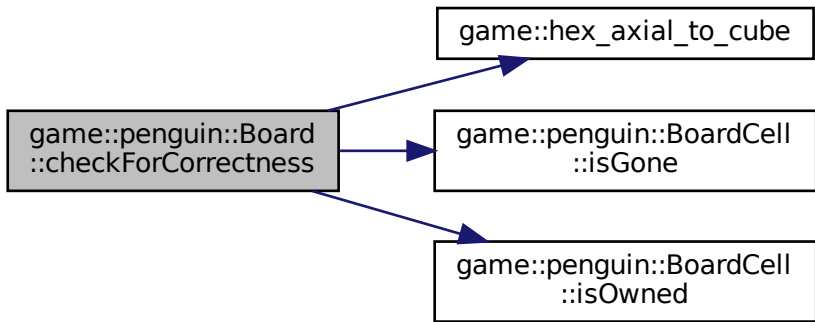 game::penguin::Board
::checkForCorrectness
game::hex_axial_to_cube
game::penguin::BoardCell
::isGone
game::penguin::BoardCell
::isOwned